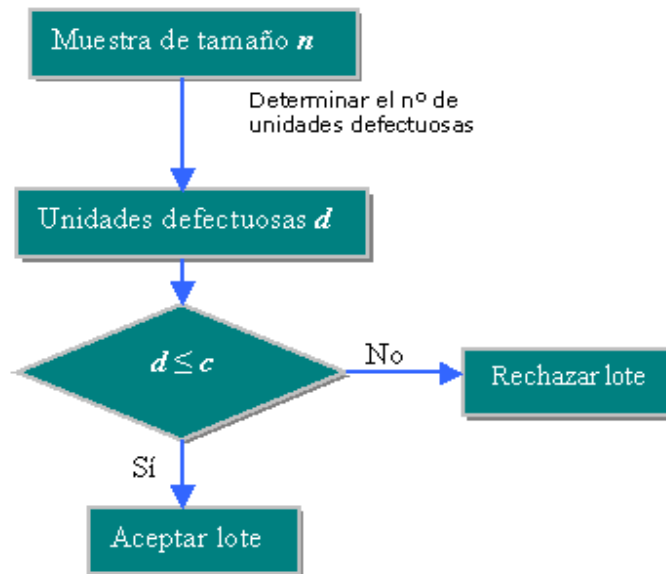 Muestra de tamaño n
Determinar el nº de
unidades defectuosas
Unidades defectuosas d
d ≤ c
No
Rechazar lote
Sí
Aceptar lote